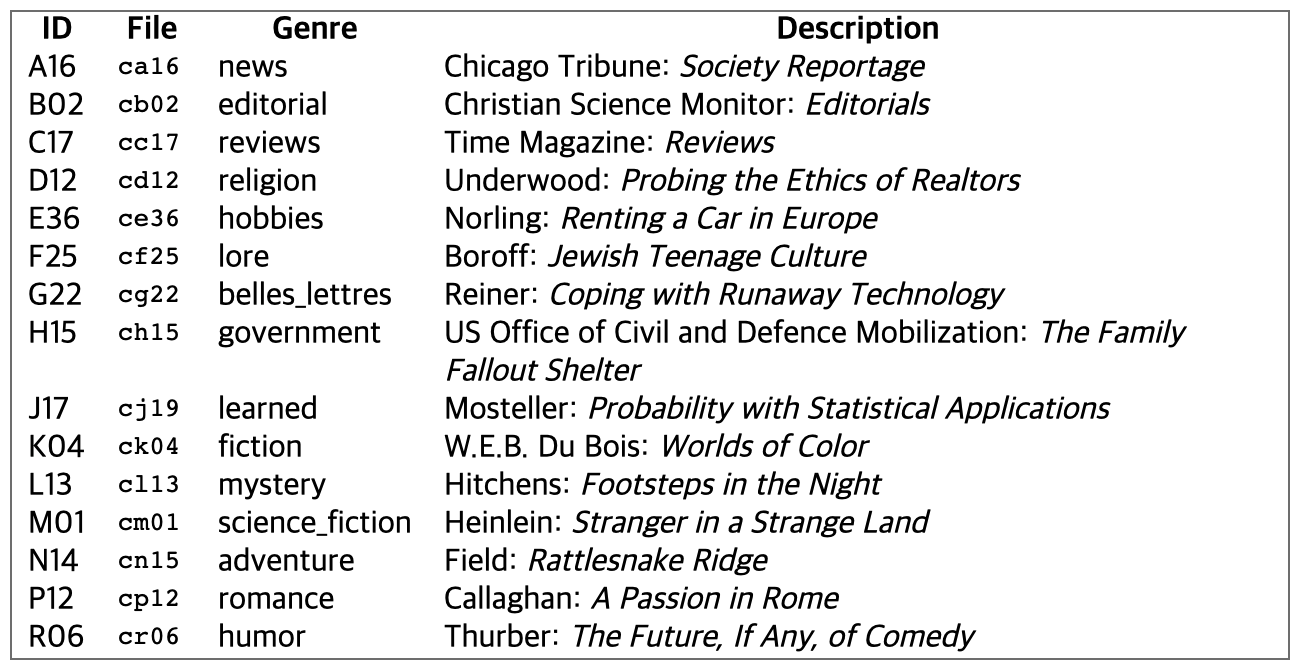 ID File Genre Description
A16 ca16 news Chicago Tribune: Society Reportage
B02 cb02 editorial Christian Science Monitor: Editorials
C17 cc17 reviews Time Magazine: Reviews
D12 cd12 religion Underwood: Probing the Ethics of Realtors
E36 ce36 hobbies Norling: Renting a Car in Europe
F25 cf25 lore Boroff: Jewish Teenage Culture
G22 cg22 belles_lettres Reiner: Coping with Runaway Technology
H15 ch15 government US Office of Civil and Defence Mobilization: The Family
Fallout Shelter
J17 cj19 learned Mosteller: Probability with Statistical Applications
K04 ck04 fiction W.E.B. Du Bois: Worlds of Color
L13 cl13 mystery Hitchens: Footsteps in the Night
M01 cm01 science_fiction Heinlein: Stranger in a Strange Land
N14 cn15 adventure Field: Rattlesnake Ridge
P12 cp12 romance Callaghan: A Passion in Rome
R06 cr06 humor Thurber: The Future, If Any, of Comedy